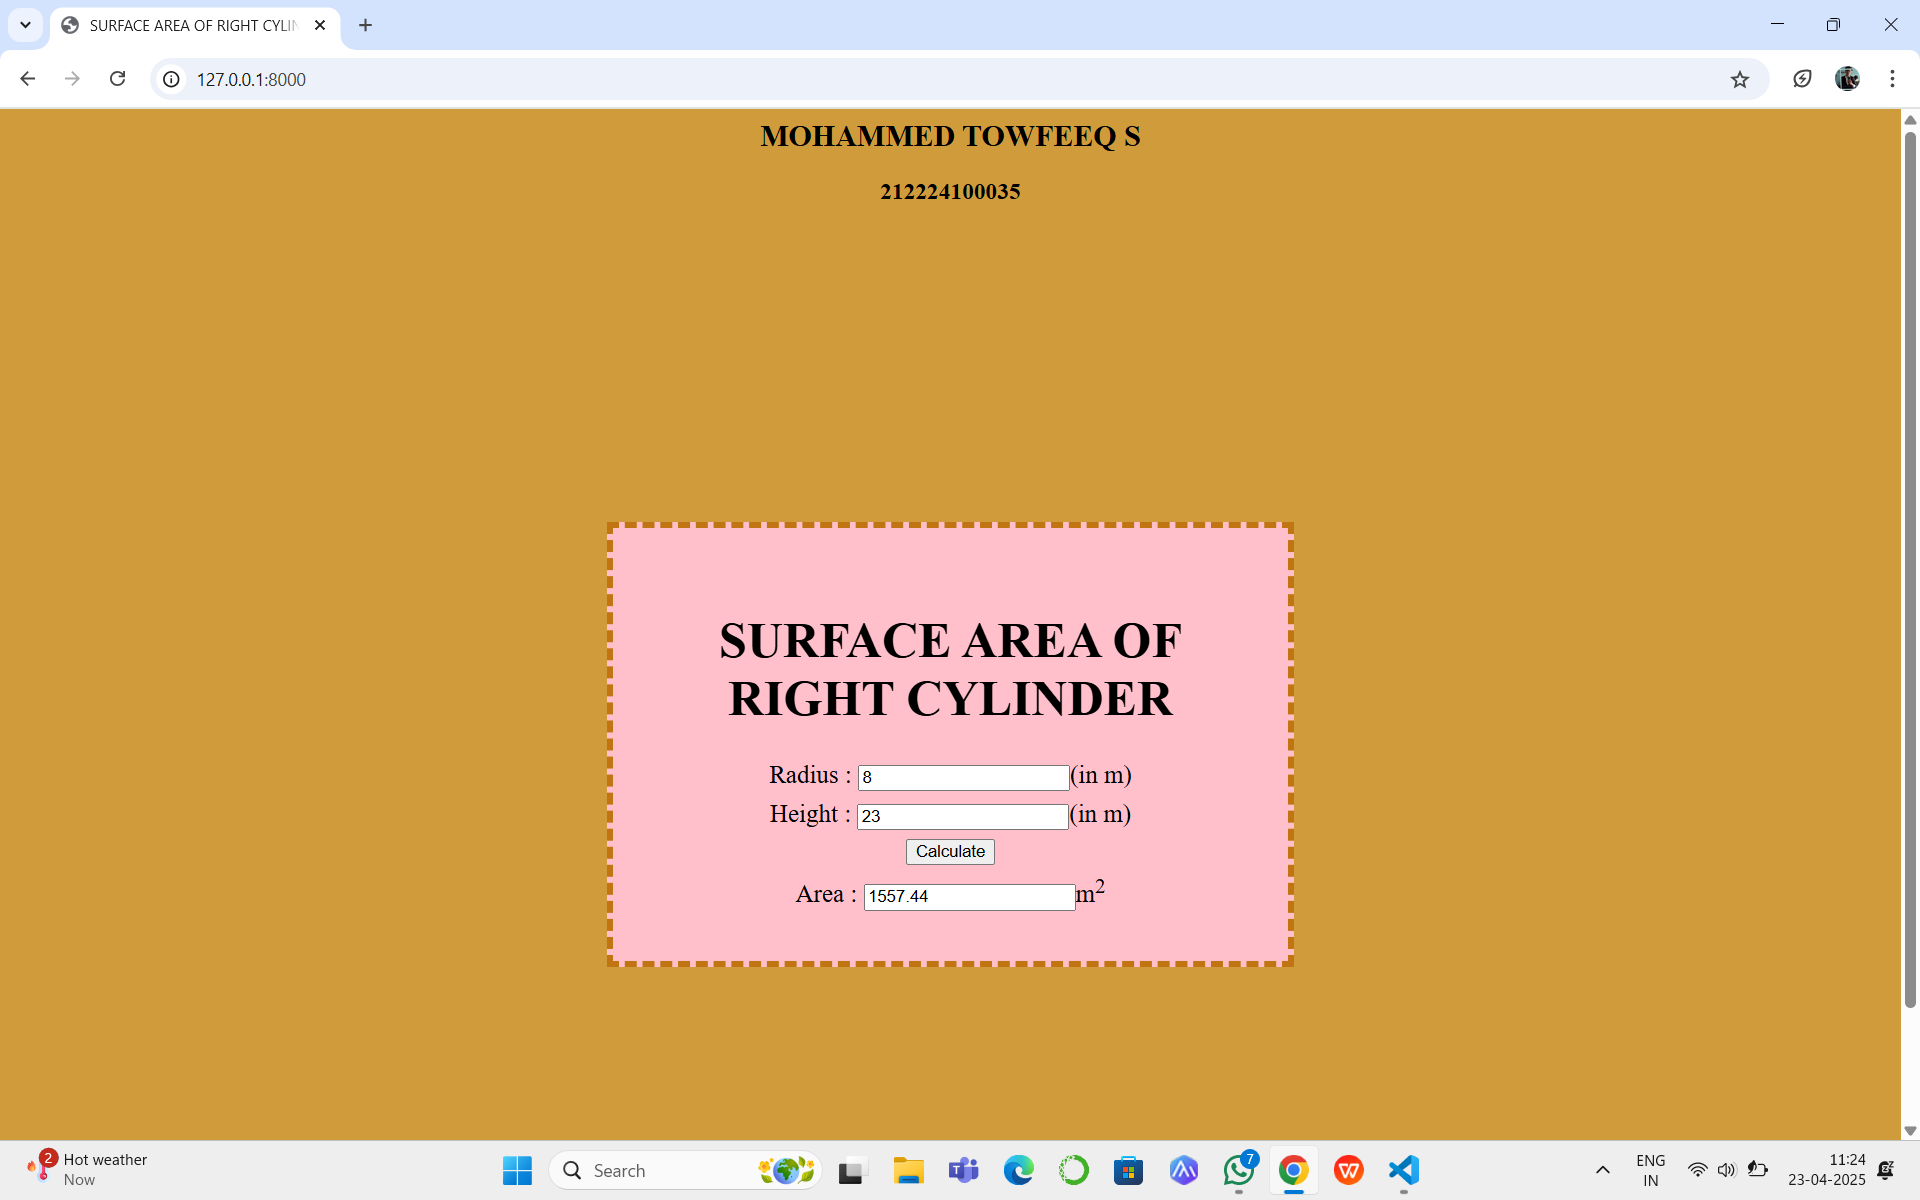 SURFACE AREA OF RIGHT CYLIN
127.0.0.1:8000
MOHAMMED TOWFEEQ S
212224100035
SURFACE AREA OF
RIGHT CYLINDER
Radius : 8 (in m)
Height : 23 (in m)
Calculate
Area : 1557.44 m²
2
Hot weather
Now
Search
7
ENG
IN
11:24
23-04-2025